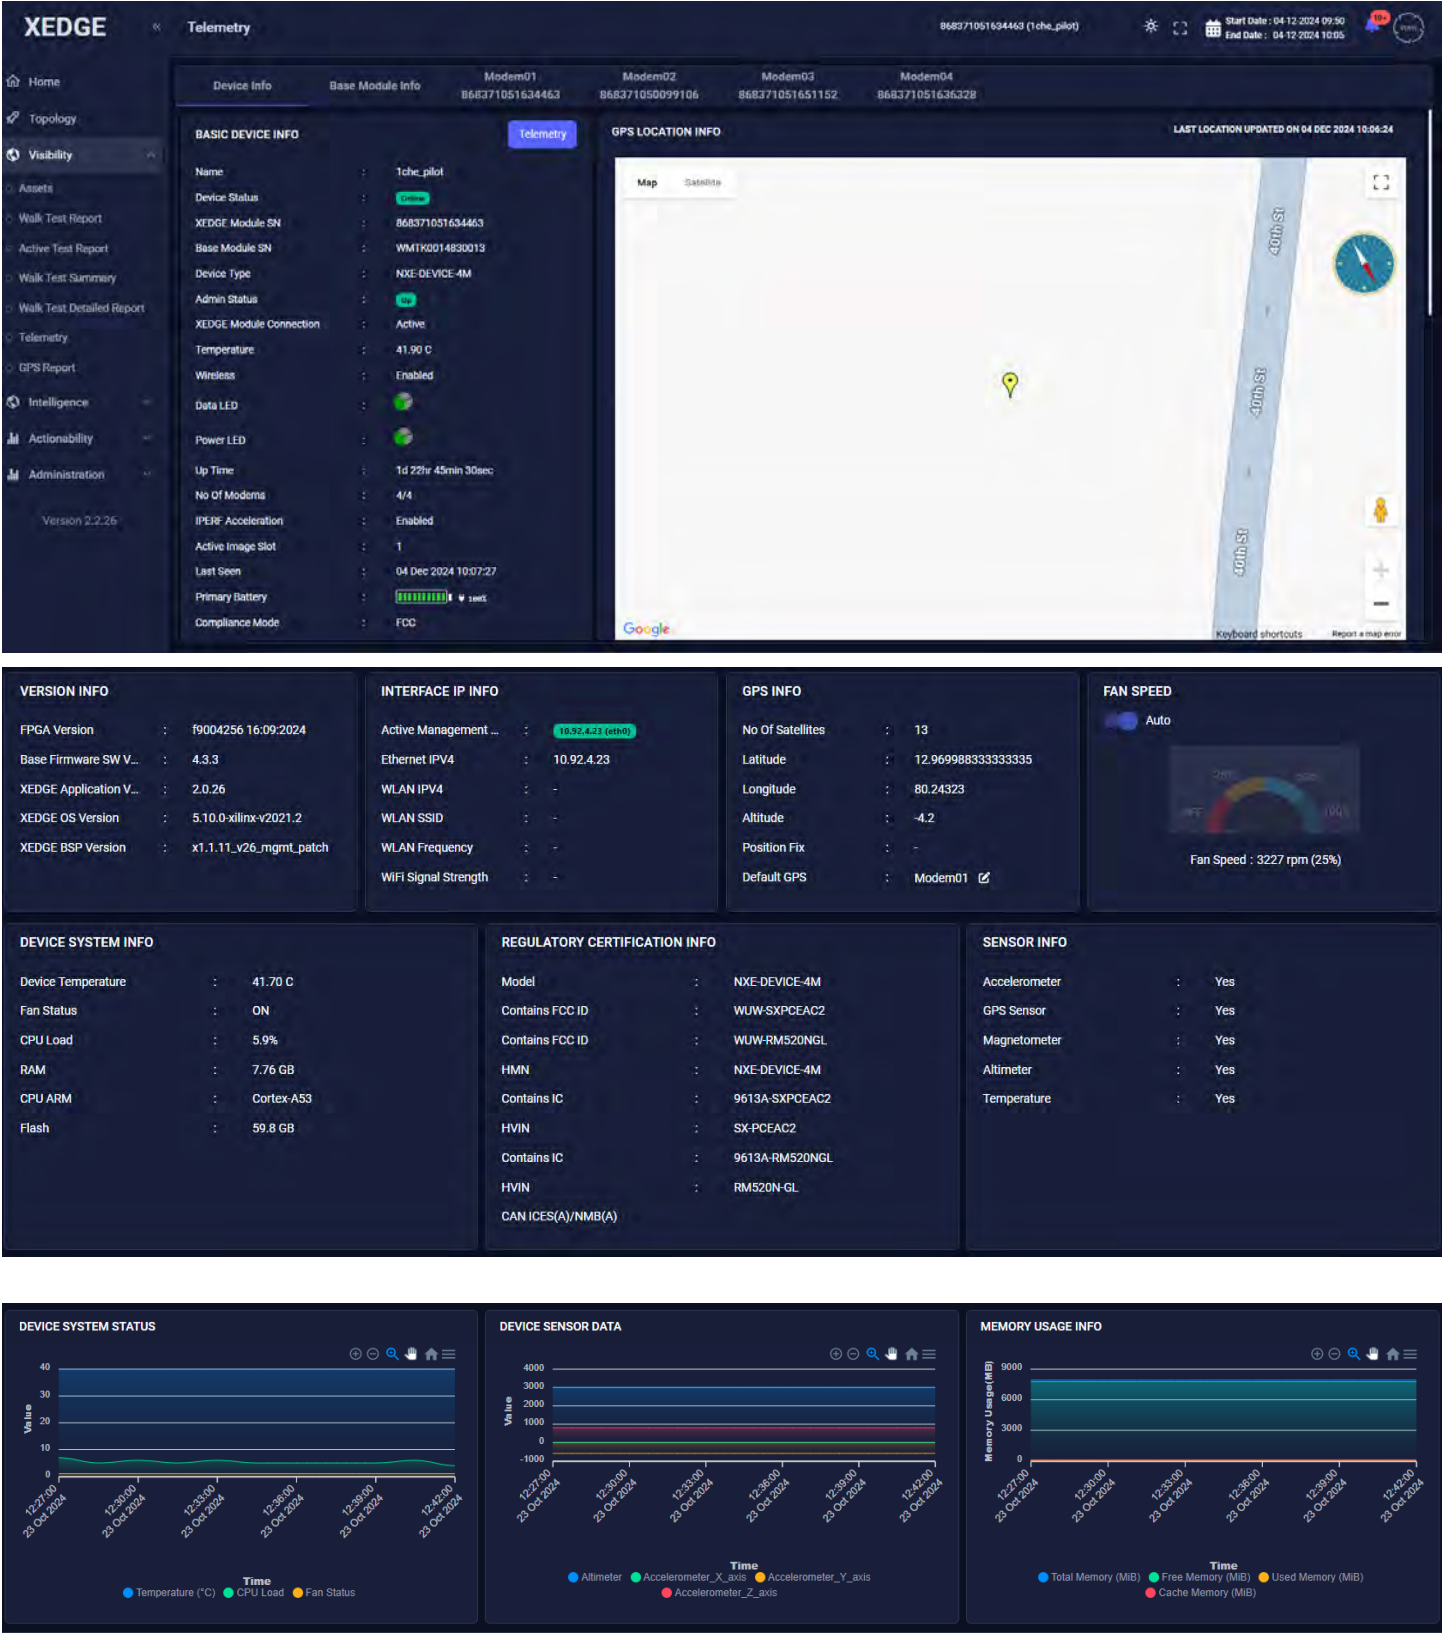 XEDGE « Telemetry 868371051634463 (1che_pilot) Start Date : 04-12-2024 09:50
End Date : 04-12-2024 10:05
10+
Home
Topology
Visibility
Assets
Walk Test Report
Active Test Report
Walk Test Summary
Walk Test Detailed Report
Telemetry
GPS Report
Intelligence
Actionability
Administration
Version 2.2.26
Device Info Base Module Info Modem01 Modem02 Modem03 Modem04
868371051634463 868371050099106 868371051651152 868371051636328
BASIC DEVICE INFO Telemetry
Name : 1che_pilot
Device Status : Online
XEDGE Module SN : 868371051634463
Base Module SN : WMTK0014830013
Device Type : NXE-DEVICE-4M
Admin Status : Up
XEDGE Module Connection : Active
Temperature : 41.90 C
Wireless : Enabled
Data LED :
Power LED :
Up Time : 1d 22hr 45min 30sec
No Of Modems : 4/4
IPERF Acceleration : Enabled
Active Image Slot : 1
Last Seen : 04 Dec 2024 10:07:27
Primary Battery : 100%
Compliance Mode : FCC
GPS LOCATION INFO LAST LOCATION UPDATED ON 04 DEC 2024 10:06:24
Map Satellite
40th St
40th St
40th St
Google Keyboard shortcuts Report a map error
VERSION INFO
FPGA Version : f9004256 16:09:2024
Base Firmware SW V... : 4.3.3
XEDGE Application V... : 2.0.26
XEDGE OS Version : 5.10.0-xilinx-v2021.2
XEDGE BSP Version : x1.1.11_v26_mgmt_patch
INTERFACE IP INFO
Active Management ... : 10.92.4.23 (eth0)
Ethernet IPV4 : 10.92.4.23
WLAN IPV4 : -
WLAN SSID : -
WLAN Frequency : -
WiFi Signal Strength : -
GPS INFO
No Of Satellites : 13
Latitude : 12.969988333333335
Longitude : 80.24323
Altitude : -4.2
Position Fix : -
Default GPS : Modem01
FAN SPEED
Auto
OFF 100%
Fan Speed : 3227 rpm (25%)
DEVICE SYSTEM INFO
Device Temperature : 41.70 C
Fan Status : ON
CPU Load : 5.9%
RAM : 7.76 GB
CPU ARM : Cortex-A53
Flash : 59.8 GB
REGULATORY CERTIFICATION INFO
Model : NXE-DEVICE-4M
Contains FCC ID : WUW-SXPCEAC2
Contains FCC ID : WUW-RM520NGL
HMN : NXE-DEVICE-4M
Contains IC : 9613A-SXPCEAC2
HVIN : SX-PCEAC2
Contains IC : 9613A-RM520NGL
HVIN : RM520N-GL
CAN ICES(A)/NMB(A)
SENSOR INFO
Accelerometer : Yes
GPS Sensor : Yes
Magnetometer : Yes
Altimeter : Yes
Temperature : Yes
DEVICE SYSTEM STATUS
Value
40
30
20
10
0
12:27:00 12:30:00 12:33:00 12:36:00 12:39:00 12:42:00
23 Oct 2024 23 Oct 2024 23 Oct 2024 23 Oct 2024 23 Oct 2024 23 Oct 2024
Time
Temperature (°C) CPU Load Fan Status
DEVICE SENSOR DATA
Value
4000
3000
2000
1000
0
-1000
12:27:00 12:30:00 12:33:00 12:36:00 12:39:00 12:42:00
23 Oct 2024 23 Oct 2024 23 Oct 2024 23 Oct 2024 23 Oct 2024 23 Oct 2024
Time
Altimeter Accelerometer_X_axis Accelerometer_Y_axis
Accelerometer_Z_axis
MEMORY USAGE INFO
Memory Usage(MB)
9000
6000
3000
0
12:27:00 12:30:00 12:33:00 12:36:00 12:39:00 12:42:00
23 Oct 2024 23 Oct 2024 23 Oct 2024 23 Oct 2024 23 Oct 2024 23 Oct 2024
Time
Total Memory (MiB) Free Memory (MiB) Used Memory (MiB)
Cache Memory (MiB)